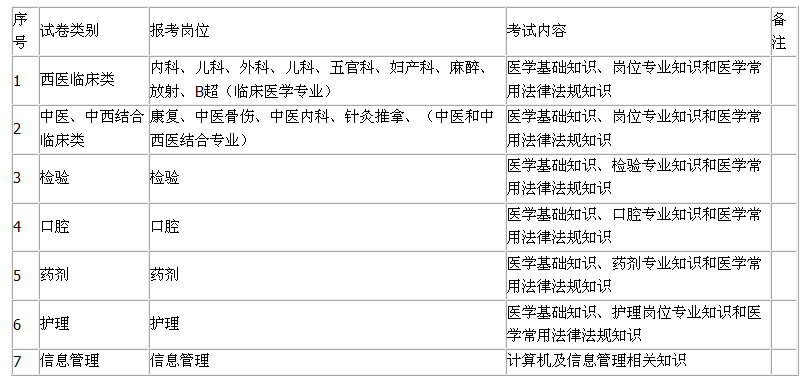 序号 试卷类别 报考岗位 考试内容 备注
1 西医临床类 内科、儿科、外科、儿科、五官科、妇产科、麻醉、
放射、B超（临床医学专业） 医学基础知识、岗位专业知识和医学常
用法律法规知识
2 中医、中西结合
临床类 康复、中医骨伤、中医内科、针灸推拿、（中医和中
西医结合专业） 医学基础知识、岗位专业知识和医学常
用法律法规知识
3 检验 检验 医学基础知识、检验专业知识和医学常
用法律法规知识
4 口腔 口腔 医学基础知识、口腔专业知识和医学常
用法律法规知识
5 药剂 药剂 医学基础知识、药剂专业知识和医学常
用法律法规知识
6 护理 护理 医学基础知识、护理岗位专业知识和医
学常用法律法规知识
7 信息管理 信息管理 计算机及信息管理相关知识